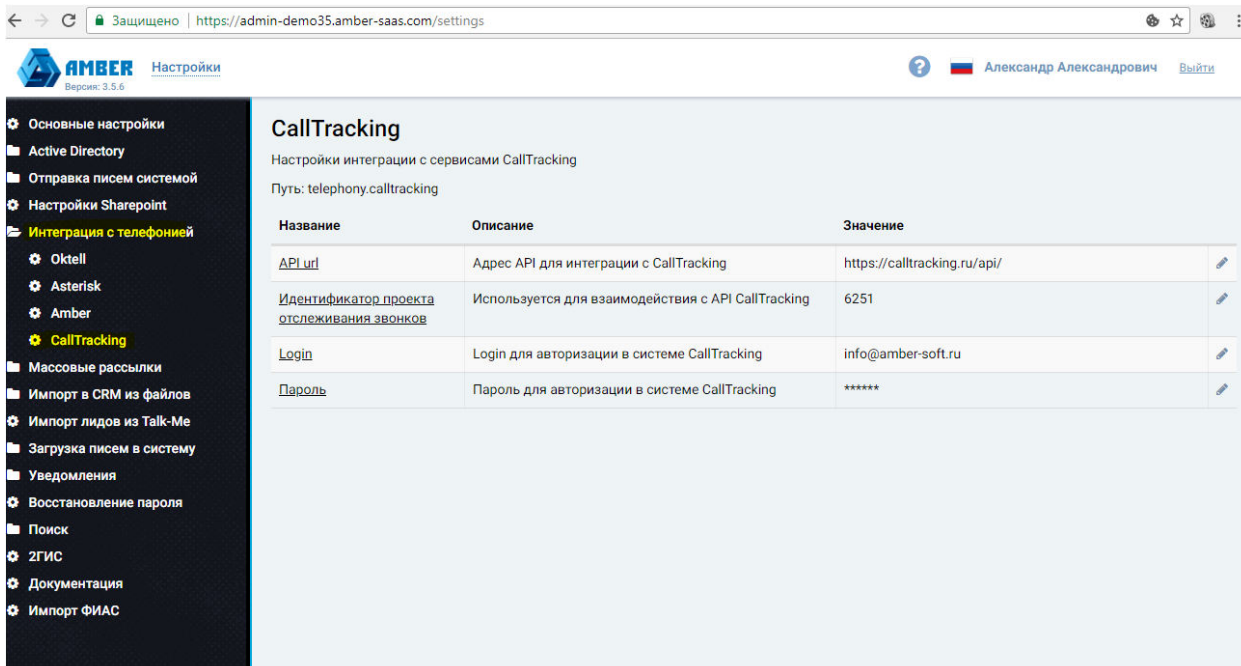 Защищено | https://admin-demo35.amber-saas.com/settings
AMBER
Версия: 3.5.6
Настройки
?
Александр Александрович
Выйти
Основные настройки
Active Directory
Отправка писем системой
Настройки Sharepoint
Интеграция с телефонией
Oktell
Asterisk
Amber
CallTracking
Массовые рассылки
Импорт в CRM из файлов
Импорт лидов из Talk-Me
Загрузка писем в систему
Уведомления
Восстановление пароля
Поиск
2ГИС
Документация
Импорт ФИАС
CallTracking
Настройки интеграции с сервисами CallTracking
Путь: telephony.calltracking
Название Описание Значение
API url Адрес API для интеграции с CallTracking https://calltracking.ru/api/
Идентификатор проекта Используется для взаимодействия с API CallTracking 6251
отслеживания звонков
Login Login для авторизации в системе CallTracking info@amber-soft.ru
Пароль Пароль для авторизации в системе CallTracking ******